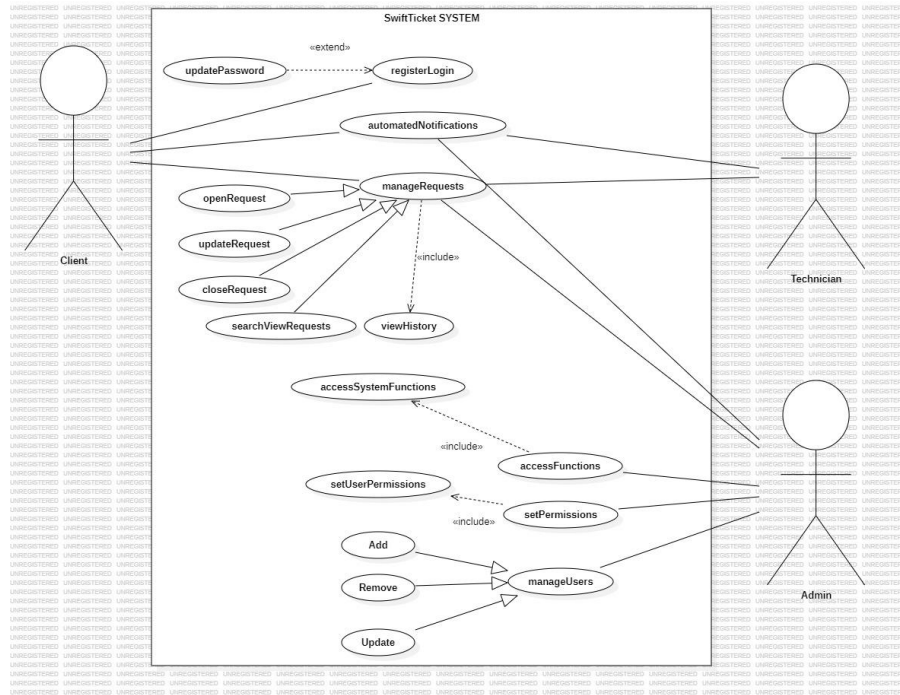 SwiftTicket SYSTEM
«extend»
updatePassword
registerLogin
automatedNotifications
manageRequests
openRequest
updateRequest
Client
«include»
closeRequest
Technician
searchViewRequests
viewHistory
accessSystemFunctions
«include»
accessFunctions
setUserPermissions
setPermissions
«include»
Add
manageUsers
Remove
Admin
Update
UNREGISTERED